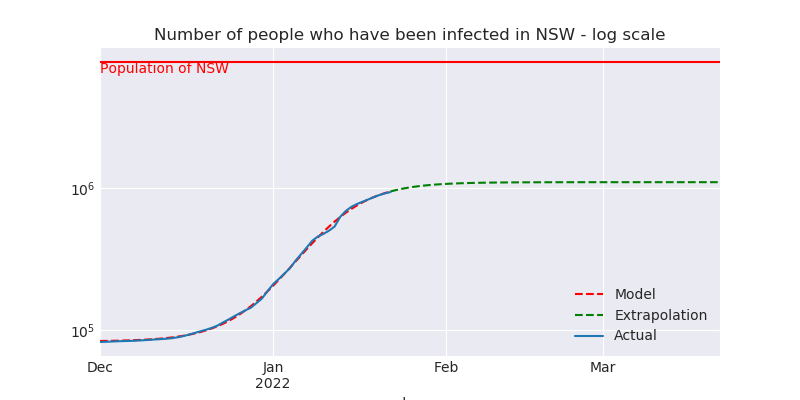 Number of people who have been infected in NSW - log scale
Population of NSW
10^6
10^5
Model
Extrapolation
Actual
Dec
Jan
2022
Feb
Mar